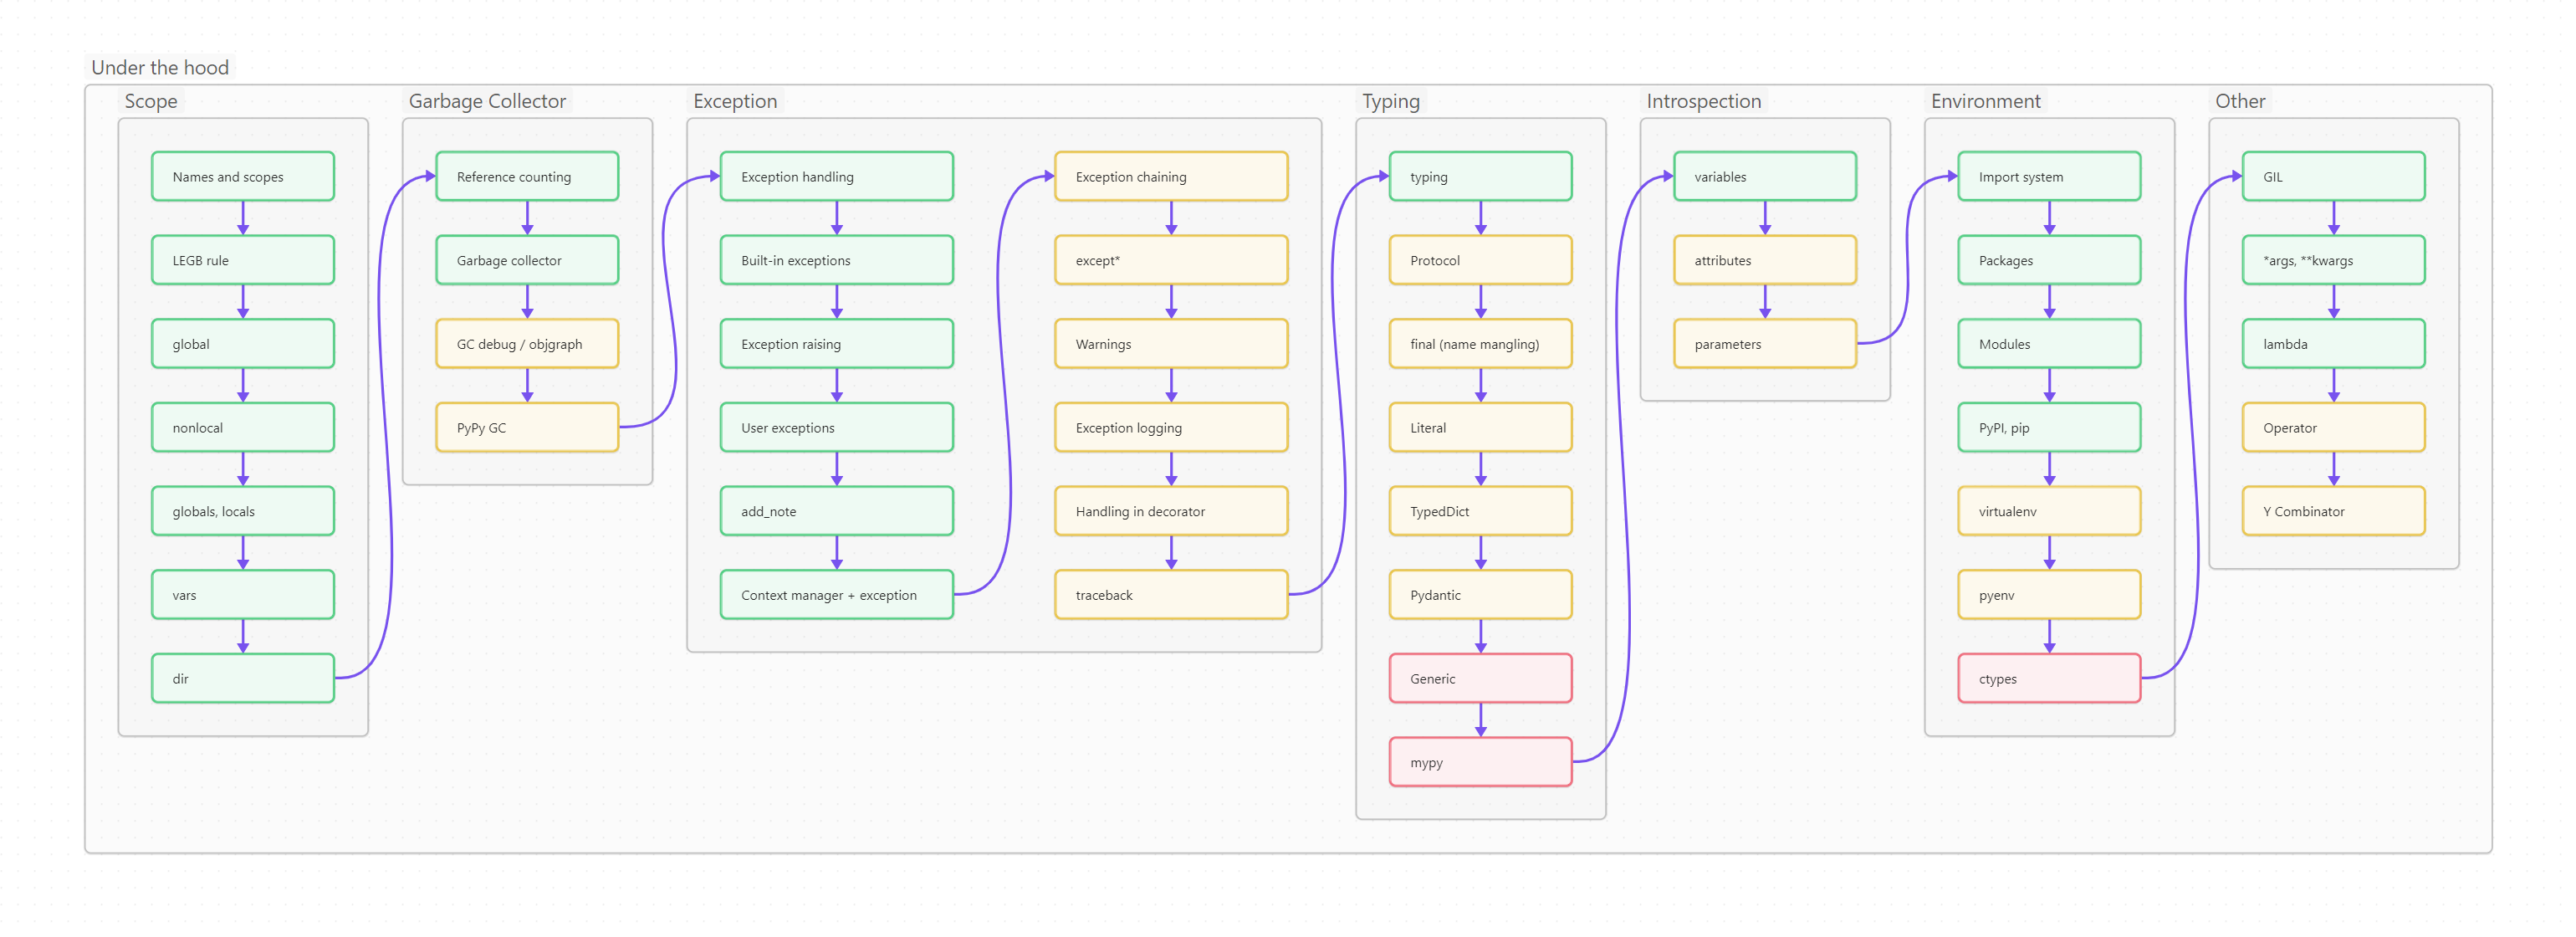 Under the hood
Scope
Names and scopes
LEGB rule
global
nonlocal
globals, locals
vars
dir
Garbage Collector
Reference counting
Garbage collector
GC debug / objgraph
PyPy GC
Exception
Exception handling
Built-in exceptions
Exception raising
User exceptions
add_note
Context manager + exception
Exception chaining
except*
Warnings
Exception logging
Handling in decorator
traceback
Typing
typing
Protocol
final (name mangling)
Literal
TypedDict
Pydantic
Generic
mypy
Introspection
variables
attributes
parameters
Environment
Import system
Packages
Modules
PyPI, pip
virtualenv
pyenv
ctypes
Other
GIL
*args, **kwargs
lambda
Operator
Y Combinator